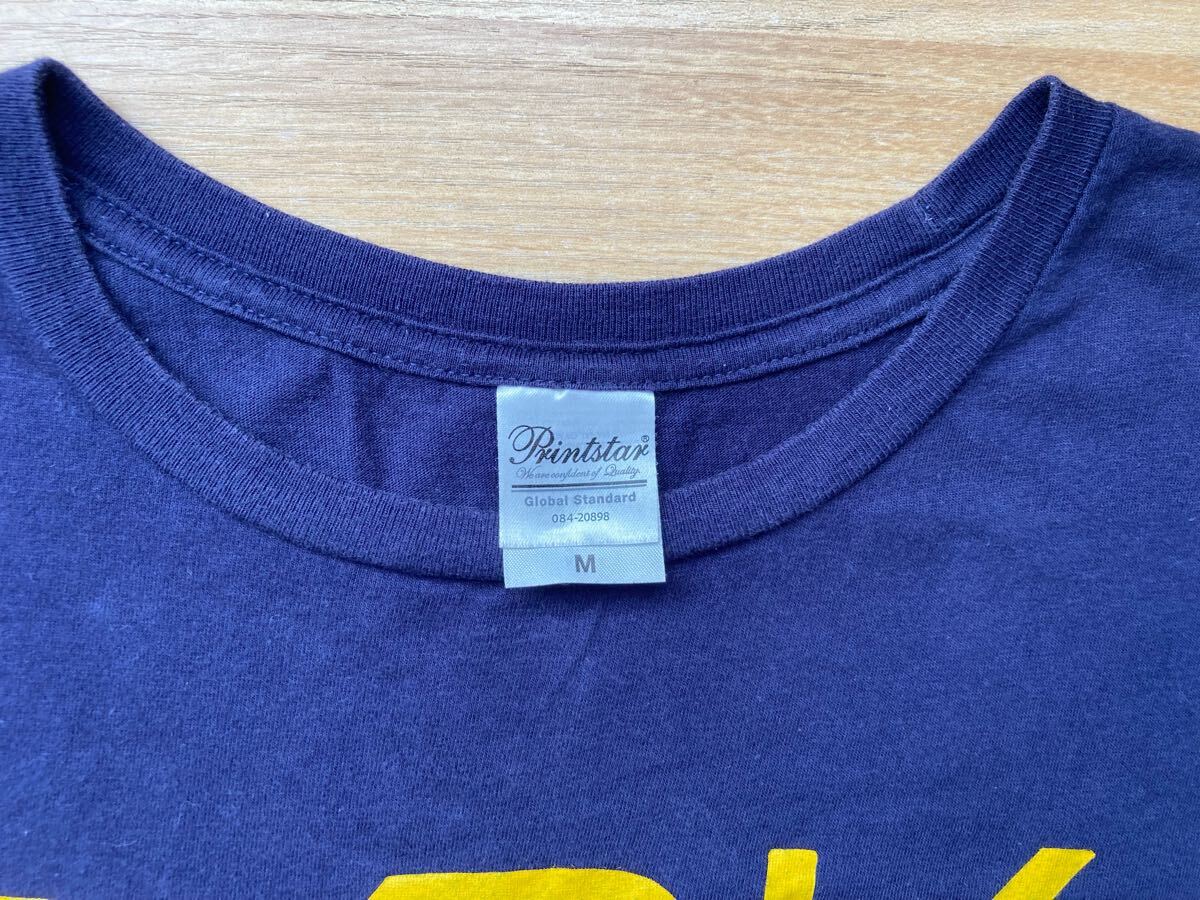 Printstar®
We are confident of Quality.
Global Standard
084-20898
M